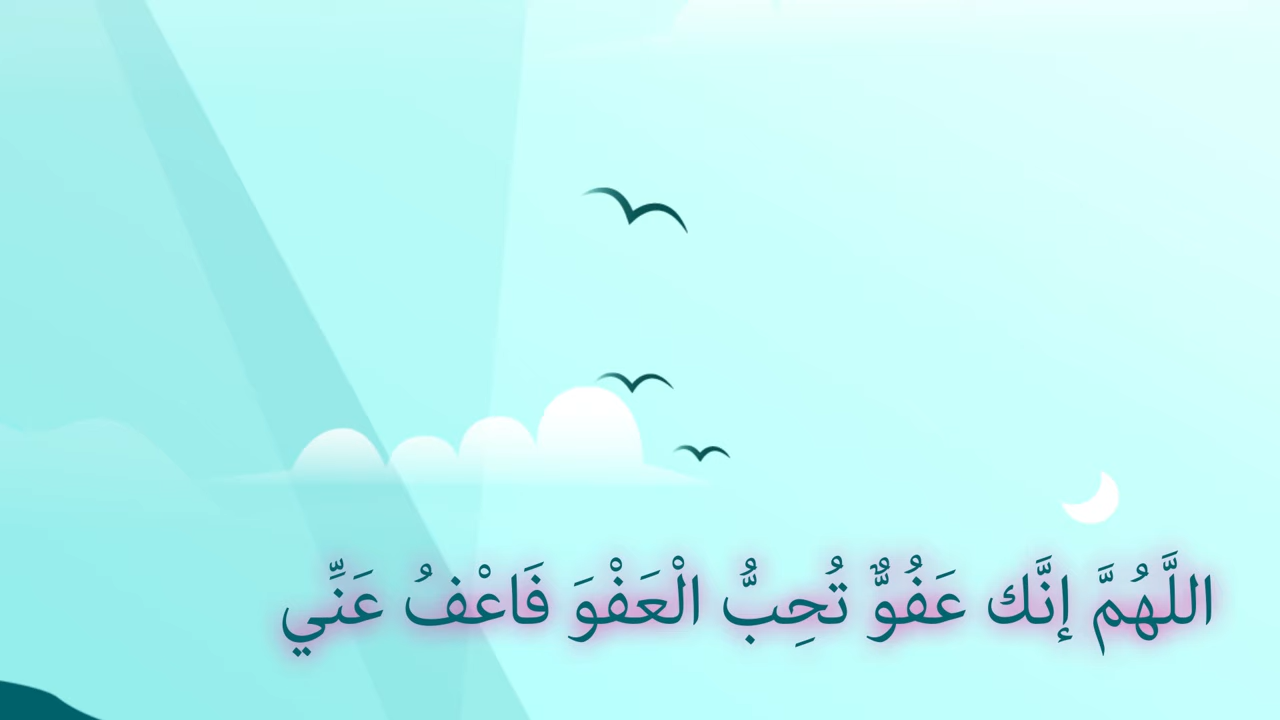 اللَّهُمَّ إنَّك عَفُوٌّ تُحِبُّ الْعَفْوَ فَاعْفُ عَنِّي